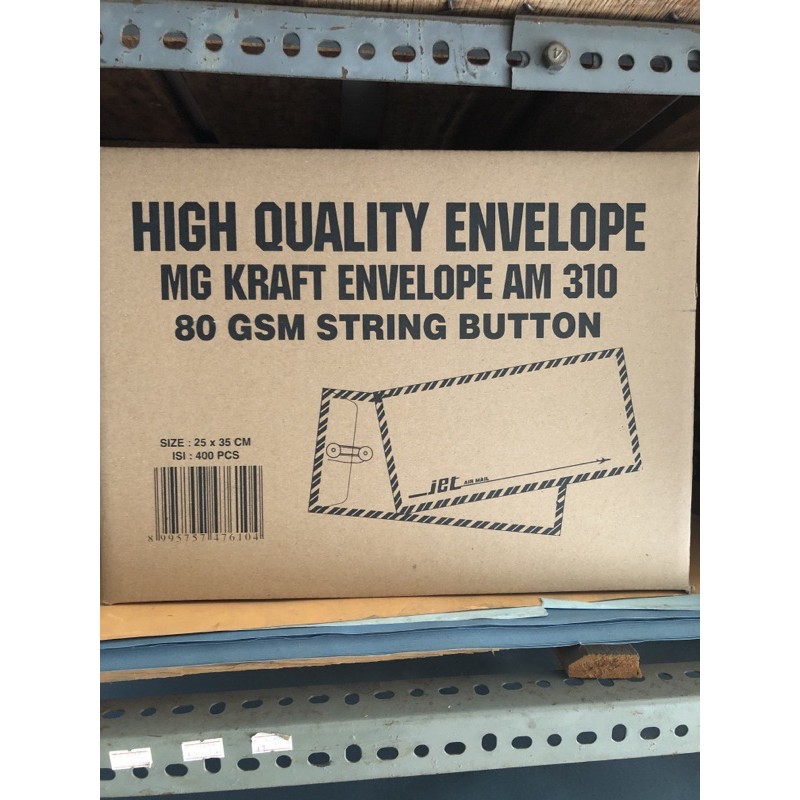 HIGH QUALITY ENVELOPE
MG KRAFT ENVELOPE AM 310
80 GSM STRING BUTTON
SIZE : 25 x 35 CM
ISI : 400 PCS
jet AIR MAIL
8 995757 476104